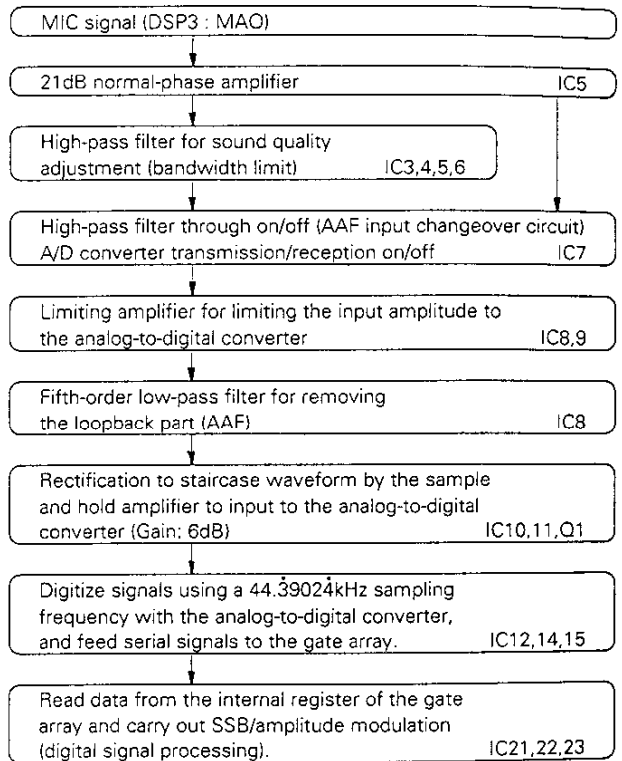 MIC signal (DSP3 : MAO)
21dB normal-phase amplifier IC5
High-pass filter for sound quality
adjustment (bandwidth limit) IC3,4,5,6
High-pass filter through on/off (AAF input changeover circuit)
A/D converter transmission/reception on/off IC7
Limiting amplifier for limiting the input amplitude to
the analog-to-digital converter IC8,9
Fifth-order low-pass filter for removing
the loopback part (AAF) IC8
Rectification to staircase waveform by the sample
and hold amplifier to input to the analog-to-digital
converter (Gain: 6dB) IC10,11,Q1
Digitize signals using a 44.3̇9024̇kHz sampling
frequency with the analog-to-digital converter,
and feed serial signals to the gate array. IC12,14,15
Read data from the internal register of the gate
array and carry out SSB/amplitude modulation
(digital signal processing). IC21,22,23